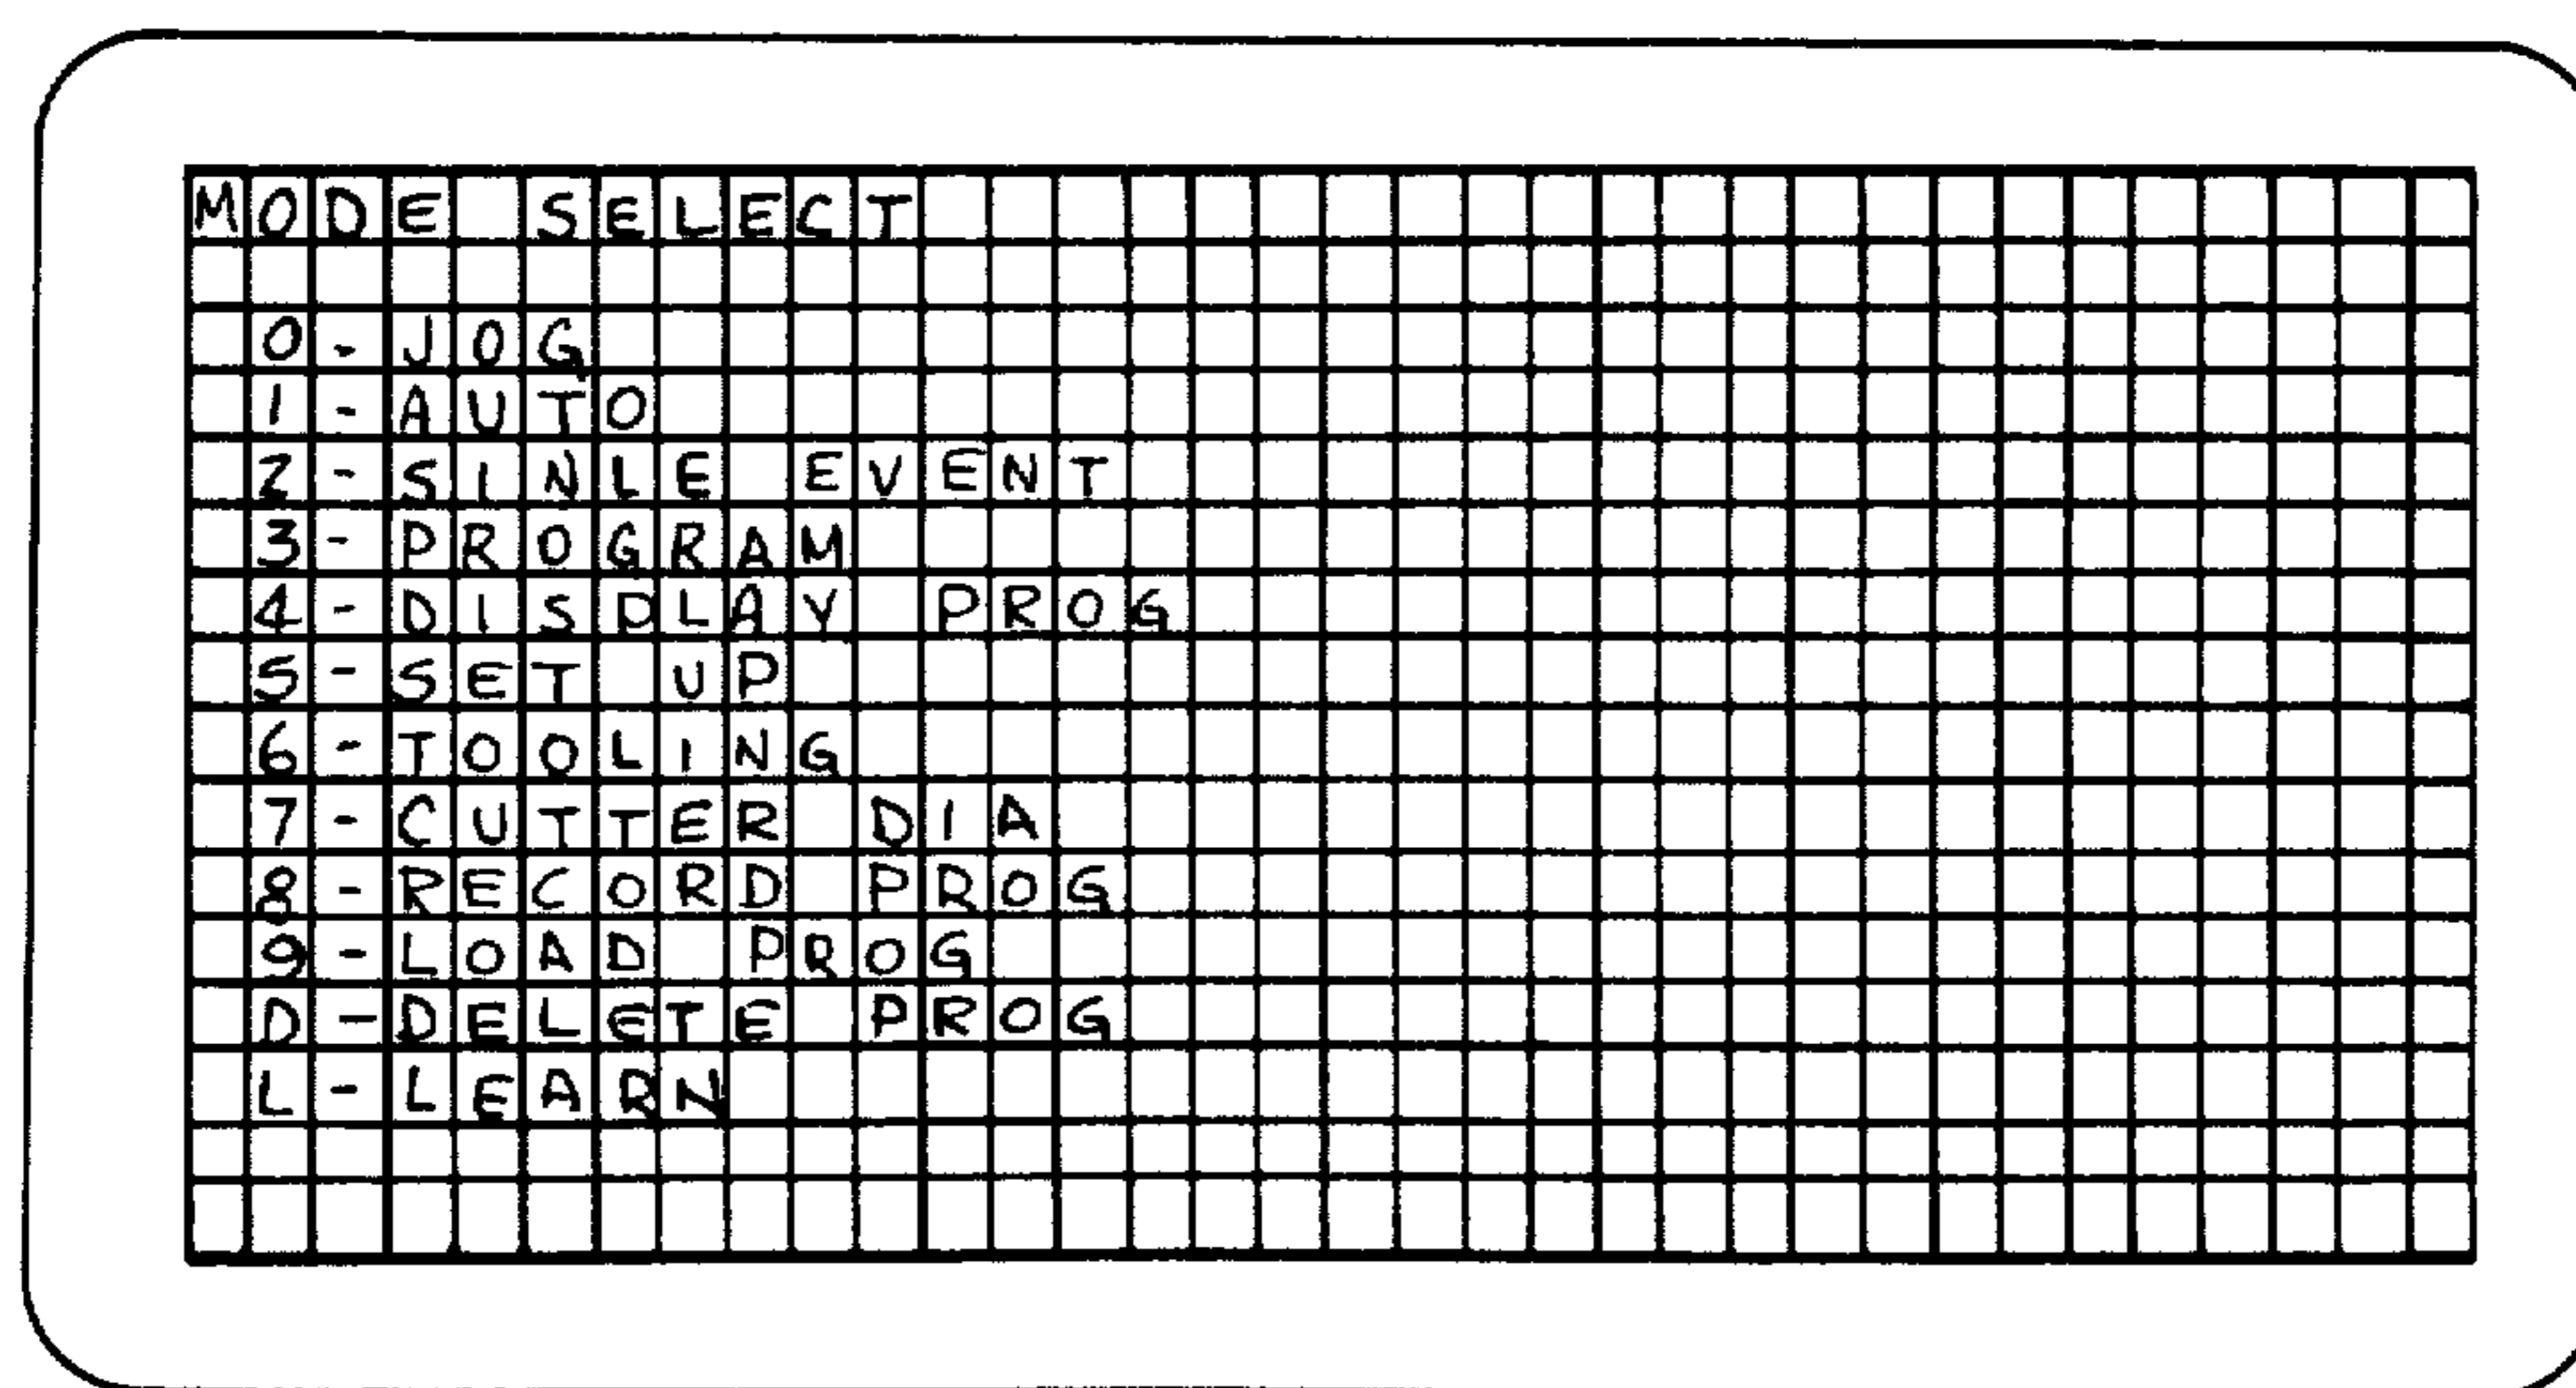 MODE SELECT
0-JOG
1-AUTO
2-SINLE EVENT
3-PROGRAM
4-DISPLAY PROG
5-SET UP
6-TOOLING
7-CUTTER DIA
8-RECORD PROG
9-LOAD PROG
D-DELETE PROG
L-LEARN